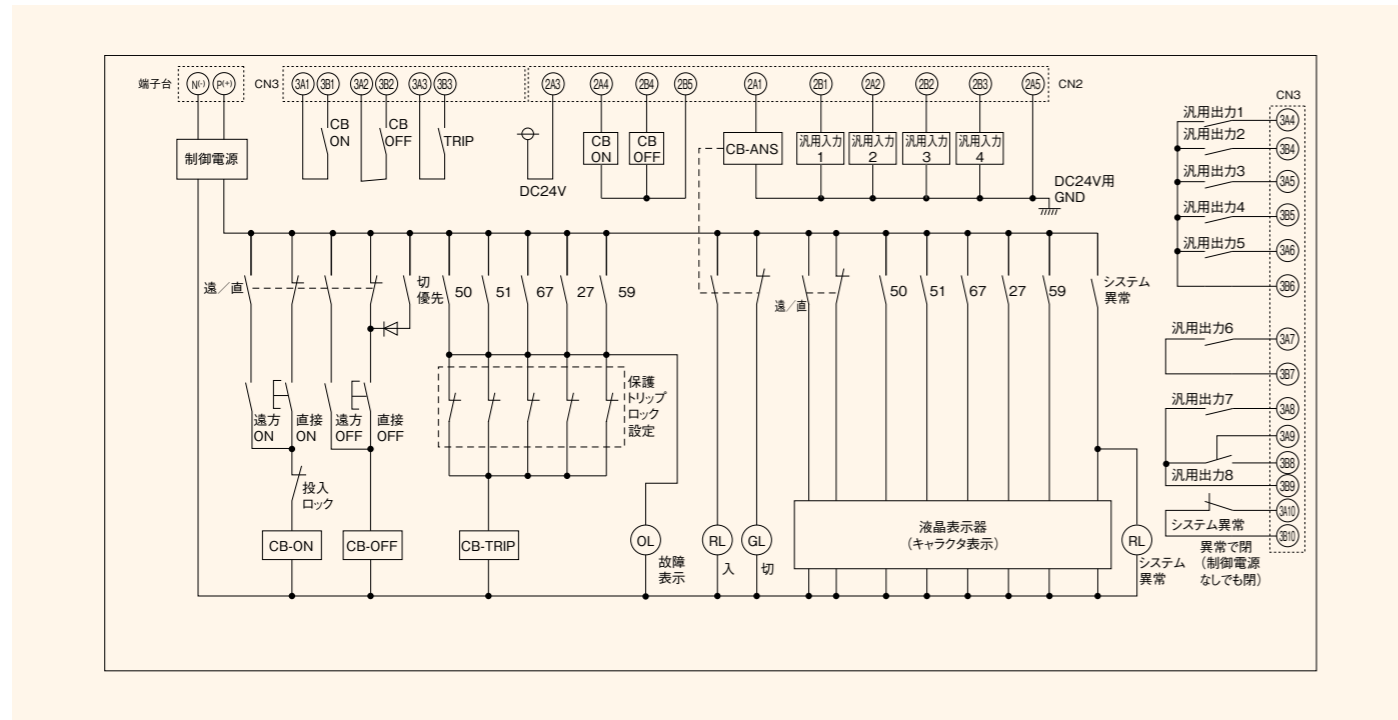 端子台
N(-)
P(+)
CN3
3A1
3B1
3A2
3B2
3A3
3B3
2A3
2A4
2B4
2B5
2A1
2B1
2A2
2B2
2B3
2A5
CN2
制御電源
CB
ON
CB
OFF
TRIP
DC24V
CB
ON
CB
OFF
CB-ANS
汎用入力
1
汎用入力
2
汎用入力
3
汎用入力
4
DC24V用
GND
遠／直
切
優先
50
51
67
27
59
遠／直
50
51
67
27
59
システム
異常
遠方
ON
直接
ON
遠方
OFF
直接
OFF
保護
トリップ
ロック
設定
投入
ロック
CB-ON
CB-OFF
CB-TRIP
OL
故障
表示
RL
入
GL
切
液晶表示器
（キャラクタ表示）
RL
システム
異常
CN3
汎用出力1
3A4
汎用出力2
3B4
汎用出力3
3A5
汎用出力4
3B5
汎用出力5
3A6
3B6
汎用出力6
3A7
3B7
汎用出力7
3A8
3A9
3B8
汎用出力8
3B9
3A10
システム異常
3B10
異常で閉
（制御電源
なしでも閉）